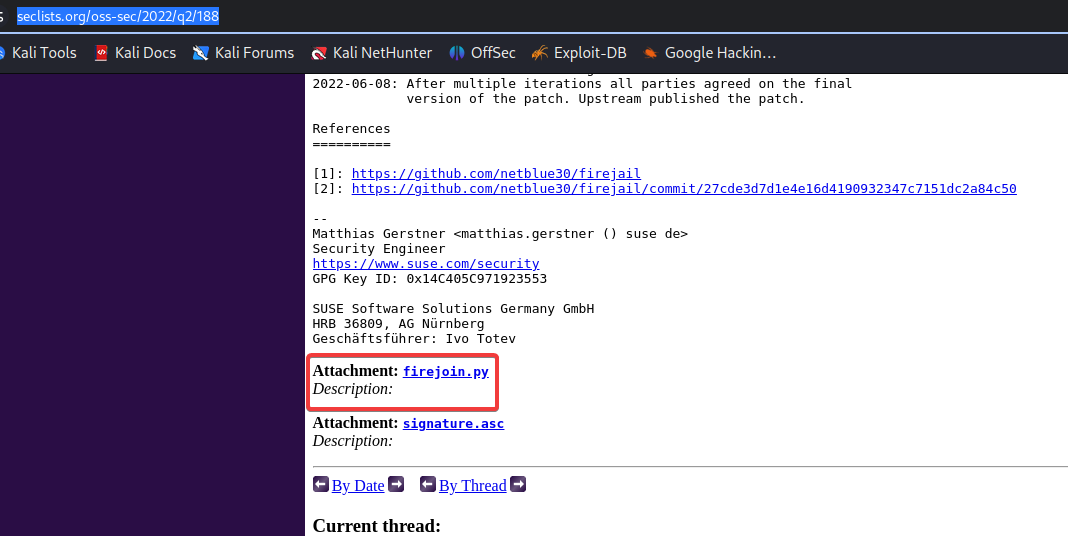 seclists.org/oss-sec/2022/q2/188
Kali Tools Kali Docs Kali Forums Kali NetHunter OffSec Exploit-DB Google Hackin…
2022-06-08: After multiple iterations all parties agreed on the final
version of the patch. Upstream published the patch.
References
==========
[1]: https://github.com/netblue30/firejail
[2]: https://github.com/netblue30/firejail/commit/27cde3d7d1e4e16d4190932347c7151dc2a84c50
--
Matthias Gerstner <matthias.gerstner () suse de>
Security Engineer
https://www.suse.com/security
GPG Key ID: 0x14C405C971923553
SUSE Software Solutions Germany GmbH
HRB 36809, AG Nürnberg
Geschäftsführer: Ivo Totev
Attachment: firejoin.py
Description:
Attachment: signature.asc
Description:
By Date By Thread
Current thread: